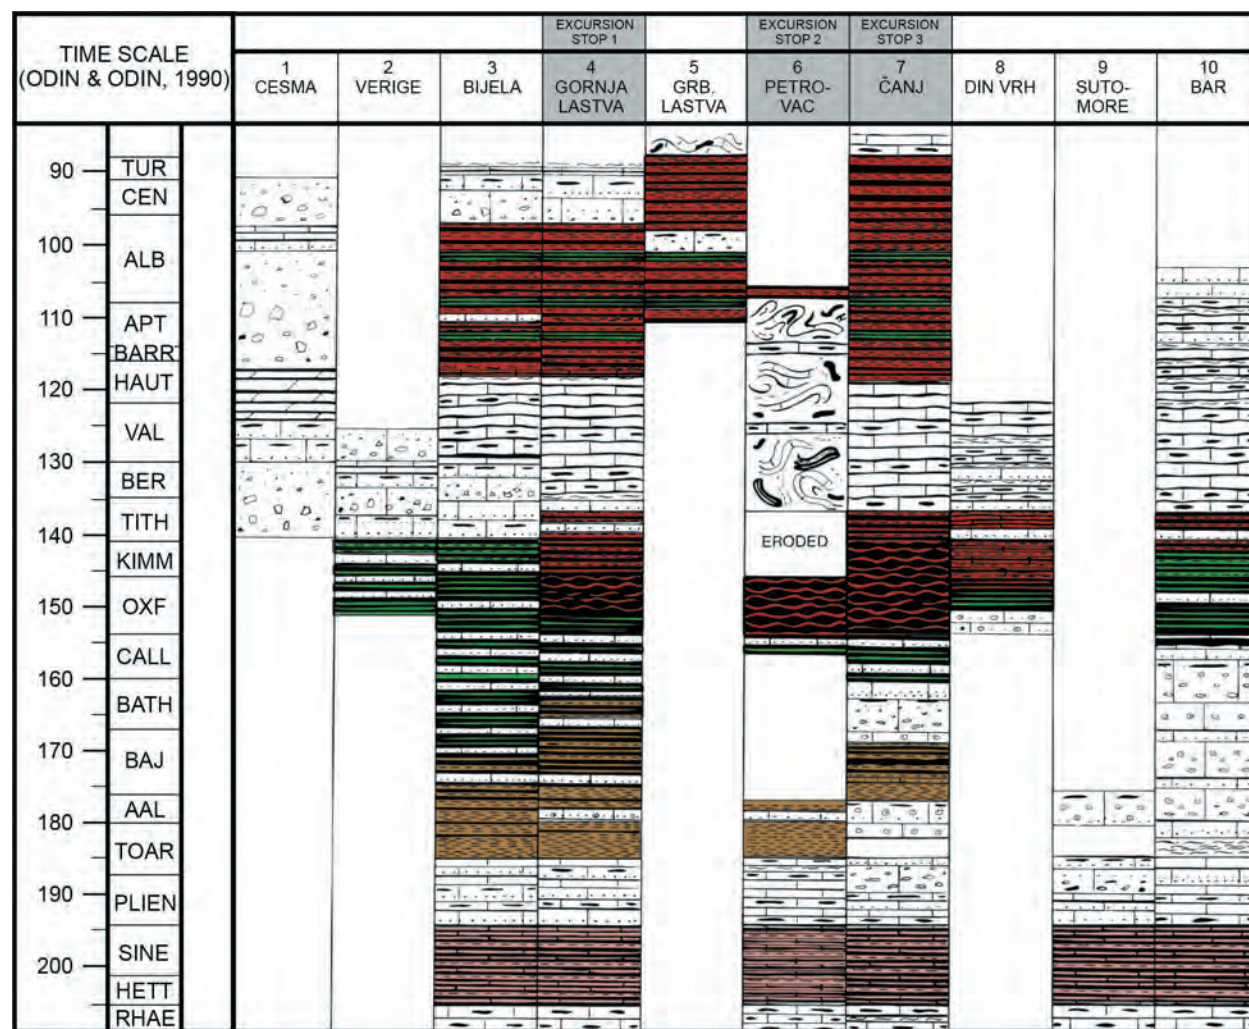 EXCURSION
STOP 1
EXCURSION
STOP 2
EXCURSION
STOP 3
TIME SCALE
(ODIN & ODIN, 1990)
1
CESMA
2
VERIGE
3
BIJELA
4
GORNJA
LASTVA
5
GRB.
LASTVA
6
PETRO-
VAC
7
ČANJ
8
DIN VRH
9
SUTO-
MORE
10
BAR
90
TUR
CEN
100
ALB
110
APT
BARR
120
HAUT
VAL
130
BER
TITH
140
ERODED
KIMM
150
OXF
CALL
160
BATH
170
BAJ
AAL
180
TOAR
190
PLIEN
SINE
200
HETT
RHAE